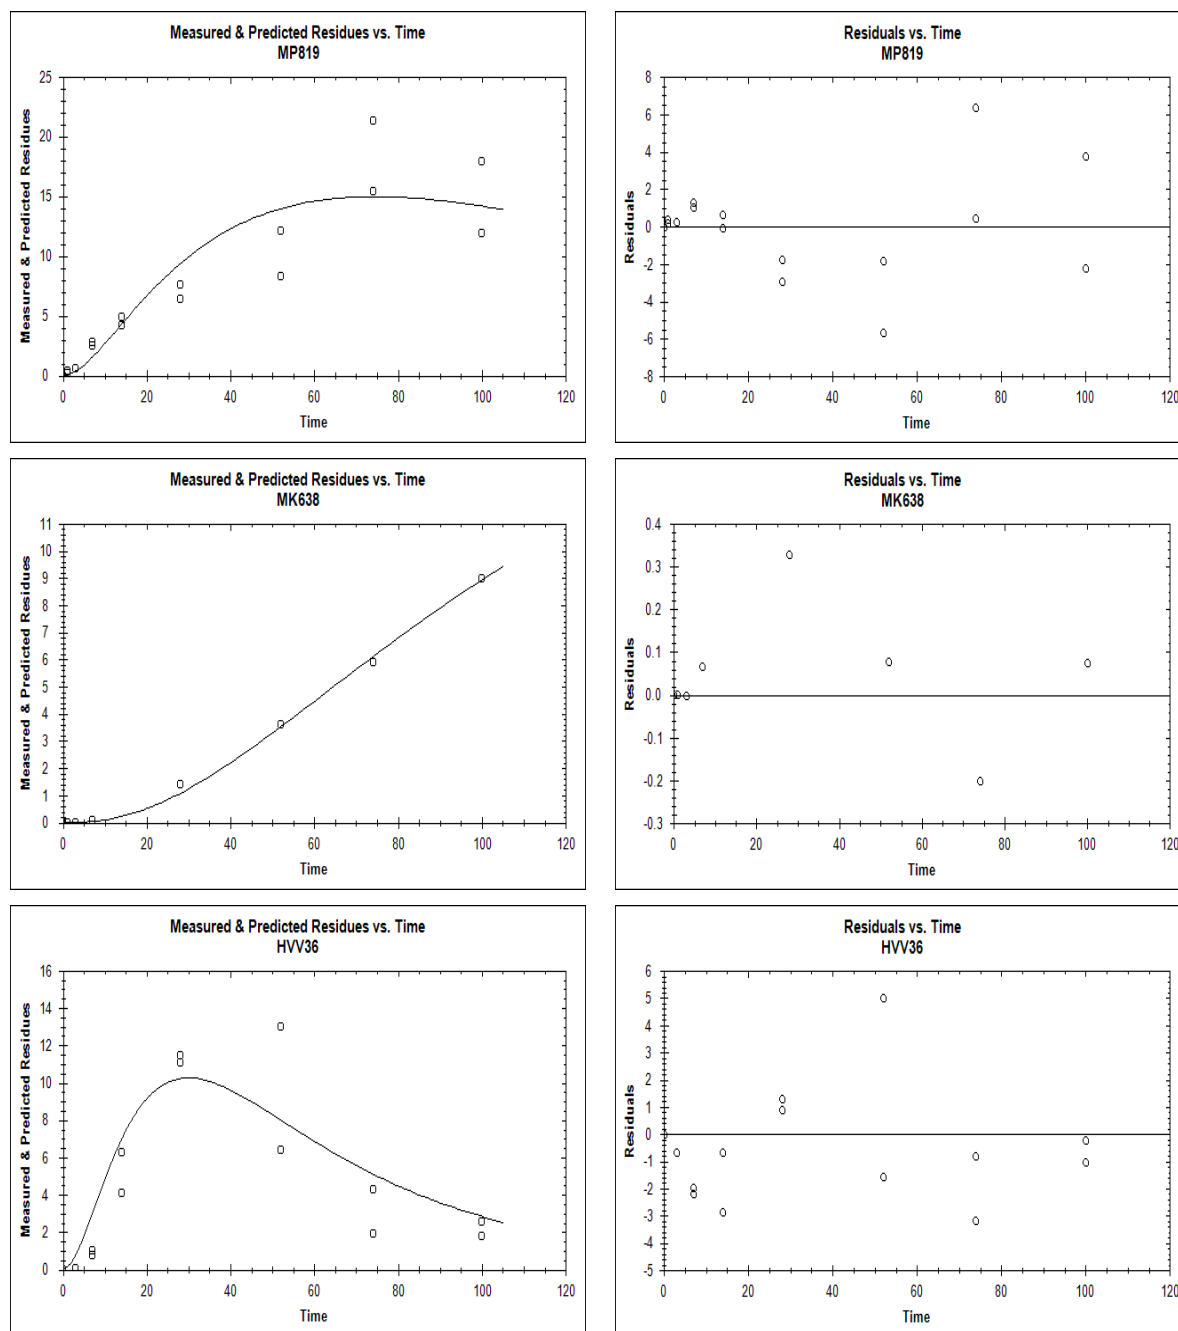 Measured & Predicted Residues vs. Time
MP819
Measured & Predicted Residues
25
20
15
10
5
0
0 20 40 60 80 100 120
Time
Residuals vs. Time
MP819
Residuals
8
6
4
2
0
-2
-4
-6
-8
0 20 40 60 80 100 120
Time
Measured & Predicted Residues vs. Time
MK638
Measured & Predicted Residues
11
10
9
8
7
6
5
4
3
2
1
0
0 20 40 60 80 100 120
Time
Residuals vs. Time
MK638
Residuals
0.4
0.3
0.2
0.1
0.0
-0.1
-0.2
-0.3
0 20 40 60 80 100 120
Time
Measured & Predicted Residues vs. Time
HVV36
Measured & Predicted Residues
16
14
12
10
8
6
4
2
0
0 20 40 60 80 100 120
Time
Residuals vs. Time
HVV36
Residuals
6
5
4
3
2
1
0
-1
-2
-3
-4
-5
0 20 40 60 80 100 120
Time